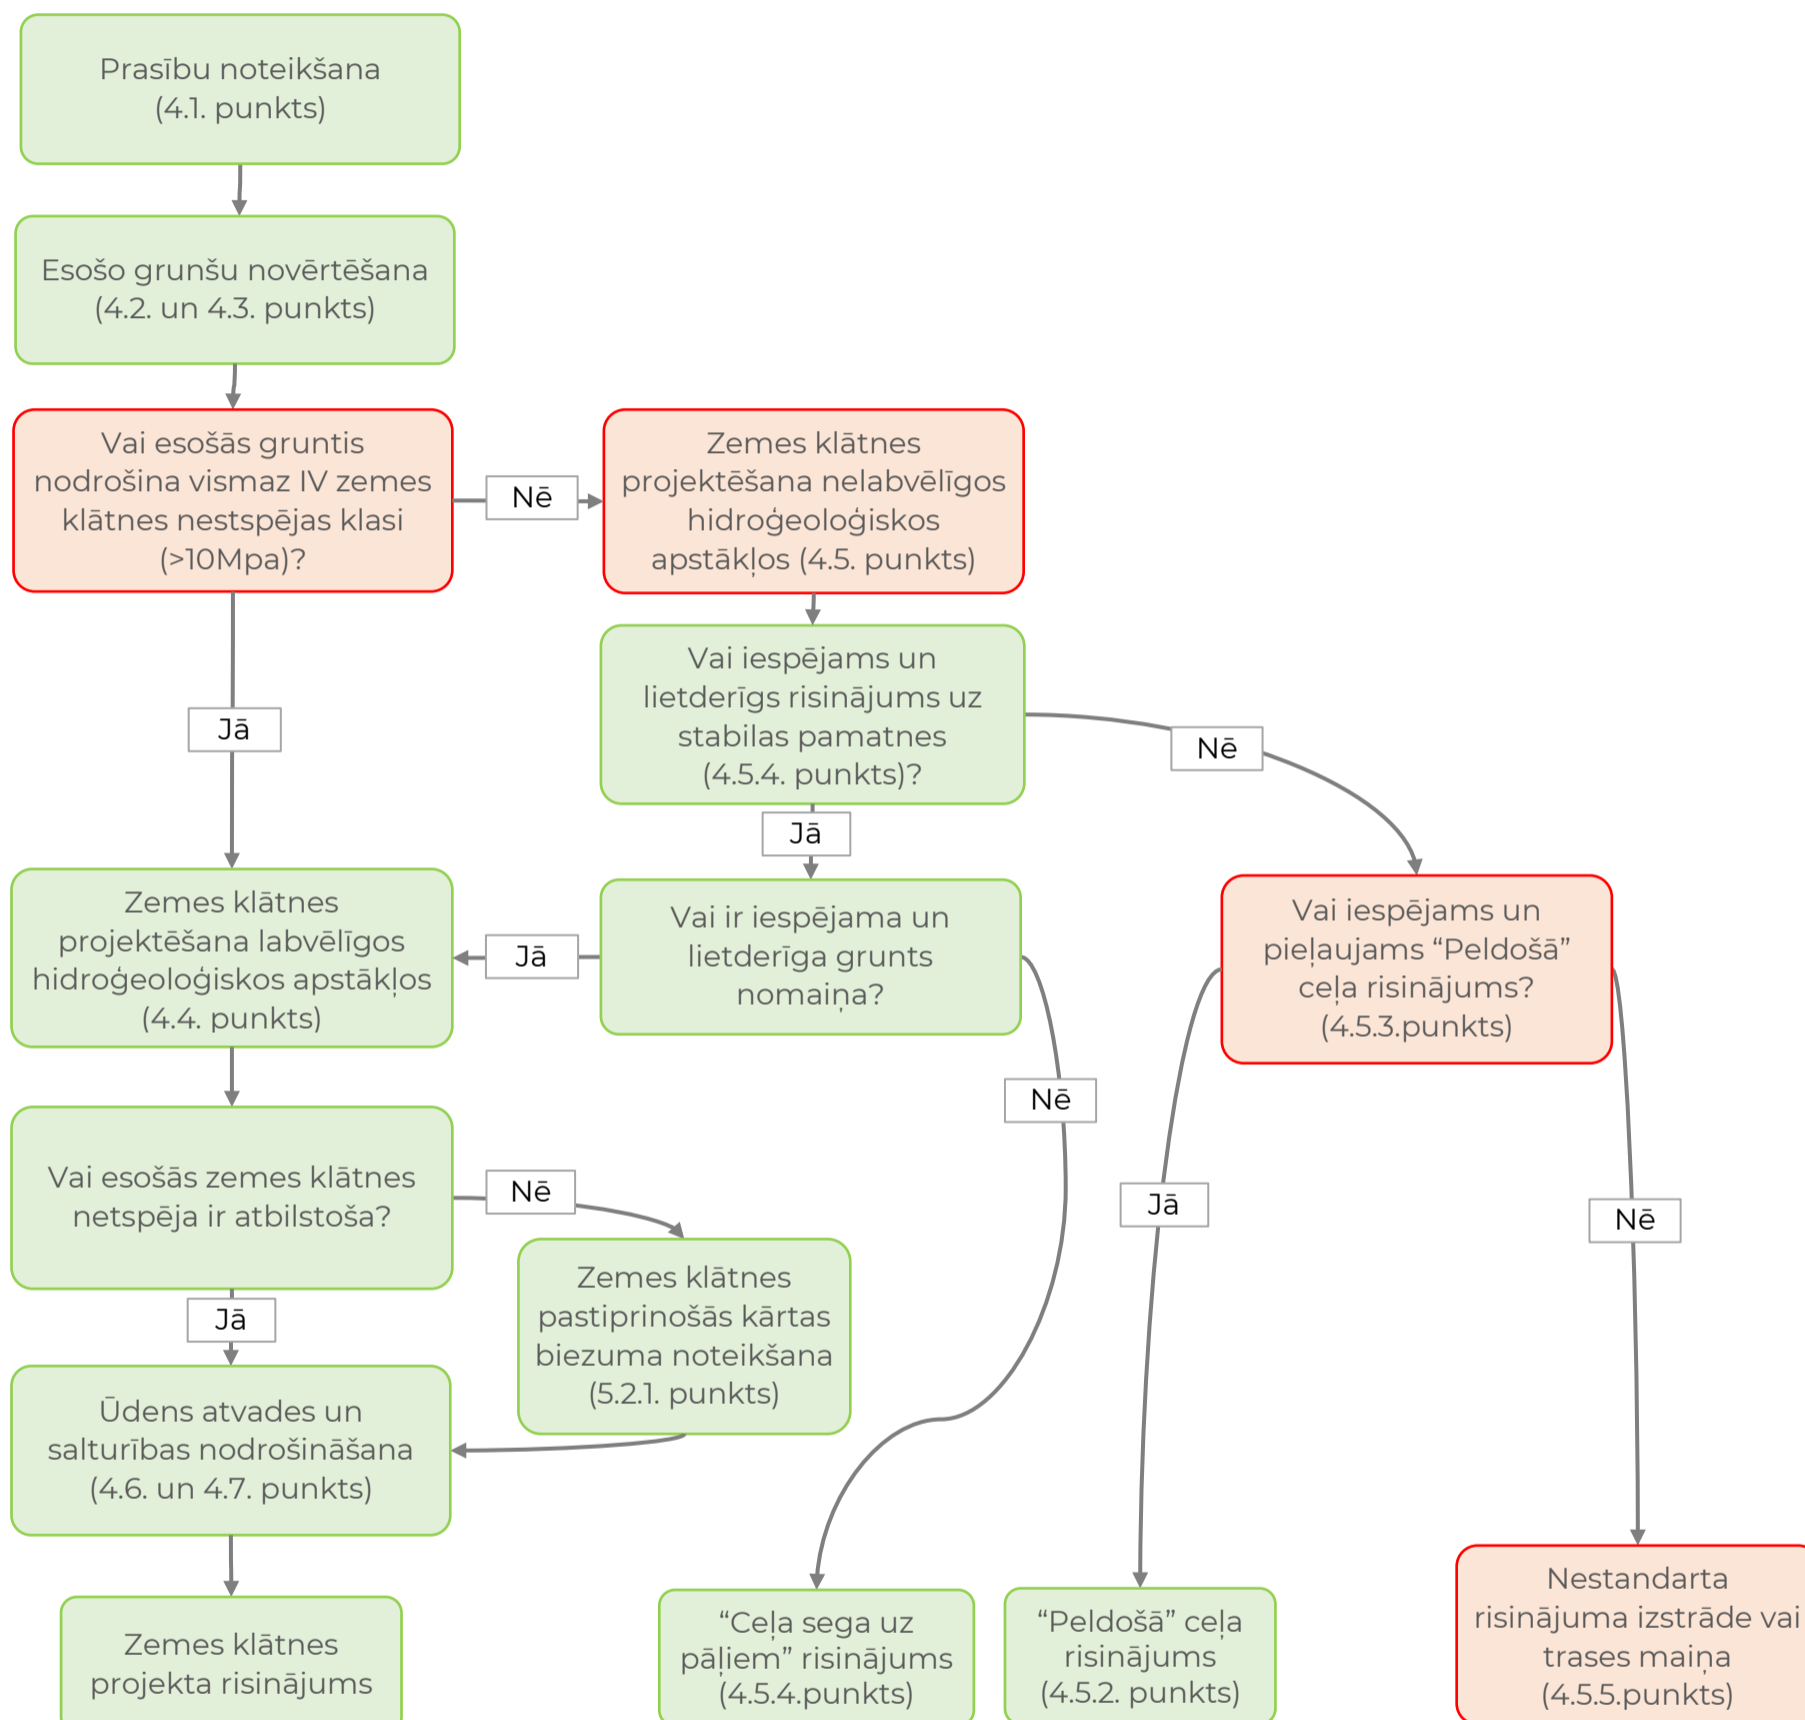 Prasību noteikšana
(4.1. punkts)
Esošo grunšu novērtēšana
(4.2. un 4.3. punkts)
Vai esošās gruntis
nodrošina vismaz IV zemes
klātnes nestspējas klasi
(>10Mpa)?
Nē
Zemes klātnes
projektēšana nelabvēlīgos
hidroģeoloģiskos
apstākļos (4.5. punkts)
Jā
Vai iespējams un
lietderīgs risinājums uz
stabilas pamatnes
(4.5.4. punkts)?
Nē
Jā
Zemes klātnes
projektēšana labvēlīgos
hidroģeoloģiskos apstākļos
(4.4. punkts)
Jā
Vai ir iespējama un
lietderīga grunts
nomaiņa?
Vai iespējams un
pieļaujams “Peldošā”
ceļa risinājums?
(4.5.3.punkts)
Nē
Vai esošās zemes klātnes
netspēja ir atbilstoša?
Nē
Jā
Nē
Zemes klātnes
pastiprinošās kārtas
biezuma noteikšana
(5.2.1. punkts)
Jā
Ūdens atvades un
salturības nodrošināšana
(4.6. un 4.7. punkts)
Zemes klātnes
projekta risinājums
“Ceļa sega uz
pāļiem” risinājums
(4.5.4.punkts)
“Peldošā” ceļa
risinājums
(4.5.2. punkts)
Nestandarta
risinājuma izstrāde vai
trases maiņa
(4.5.5.punkts)